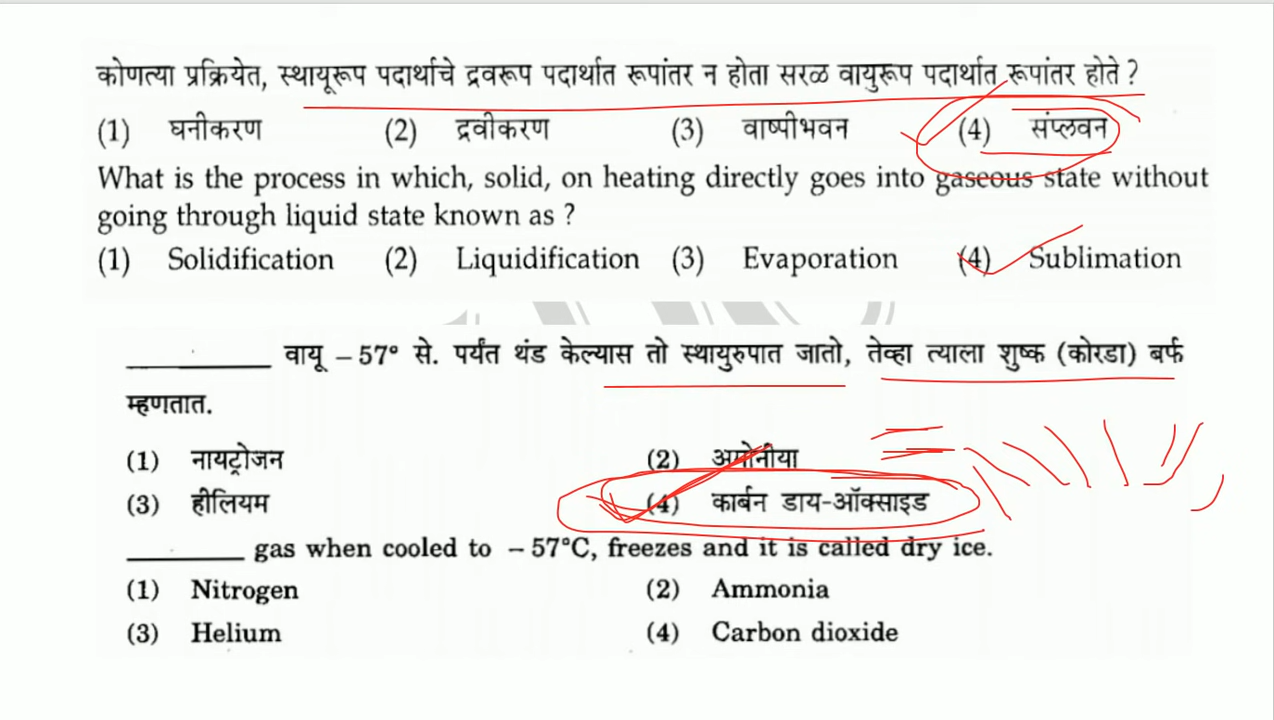 कोणत्या प्रक्रियेत, स्थायूरूप पदार्थाचे द्रवरूप पदार्थात रूपांतर न होता सरळ वायुरूप पदार्थात रूपांतर होते ?
(1) घनीकरण (2) द्रवीकरण (3) वाष्पीभवन (4) संप्लवन
What is the process in which, solid, on heating directly goes into gaseous state without
going through liquid state known as ?
(1) Solidification (2) Liquidification (3) Evaporation (4) Sublimation
________ वायू – 57° से. पर्यंत थंड केल्यास तो स्थायुरुपात जातो, तेव्हा त्याला शुष्क (कोरडा) बर्फ
म्हणतात.
(1) नायट्रोजन (2) अमोनीया
(3) हीलियम (4) कार्बन डाय-ऑक्साइड
________ gas when cooled to – 57°C, freezes and it is called dry ice.
(1) Nitrogen (2) Ammonia
(3) Helium (4) Carbon dioxide